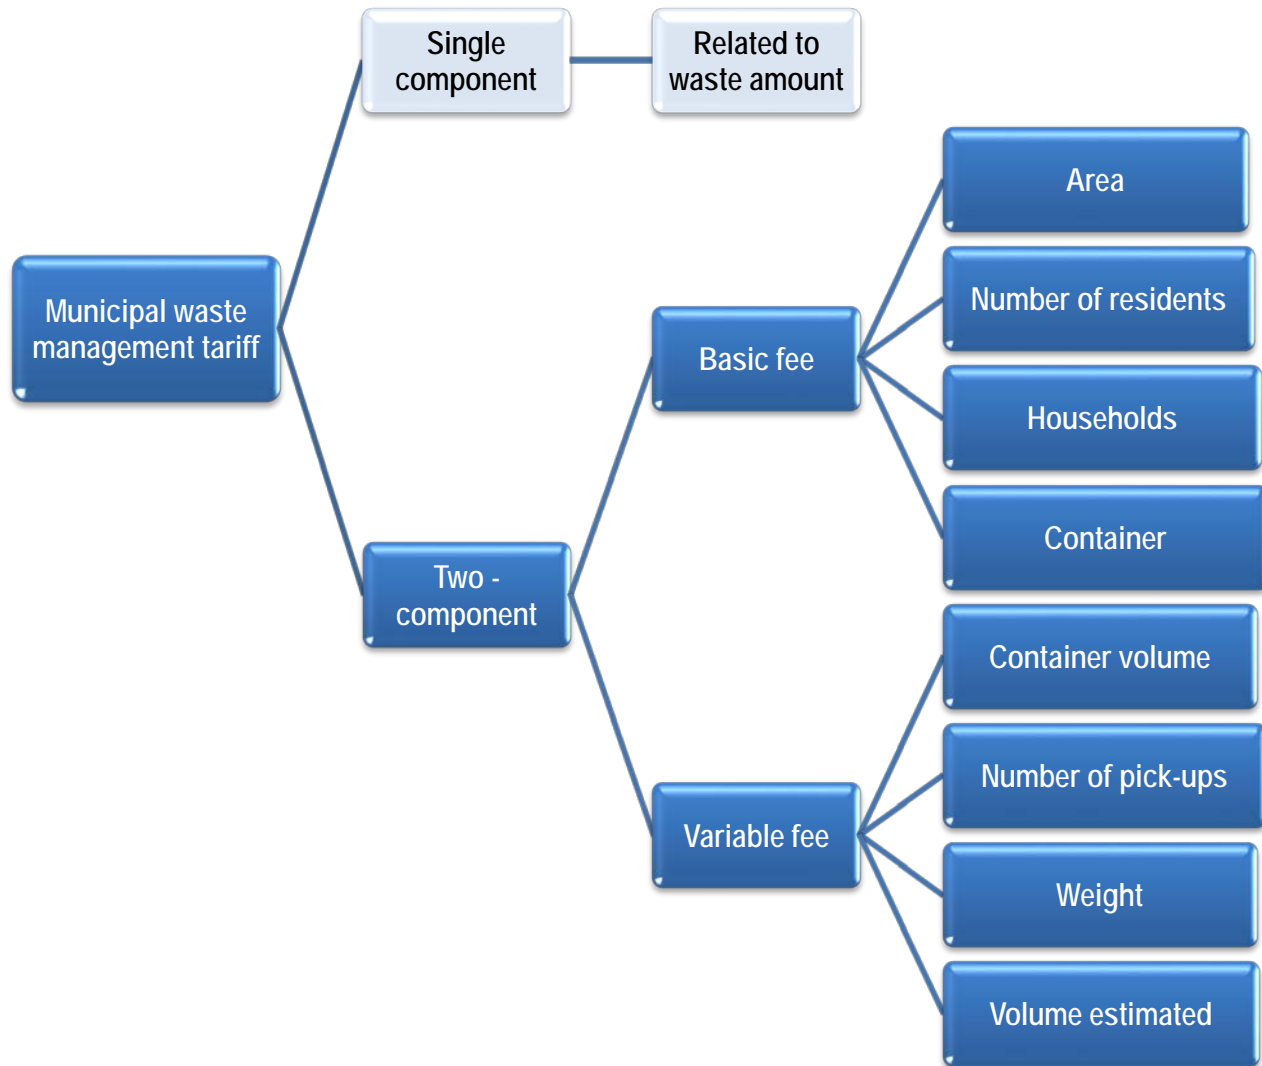 Single
component
Related to
waste amount
Area
Municipal waste
management tariff
Number of residents
Basic fee
Households
Container
Two -
component
Container volume
Number of pick-ups
Variable fee
Weight
Volume estimated